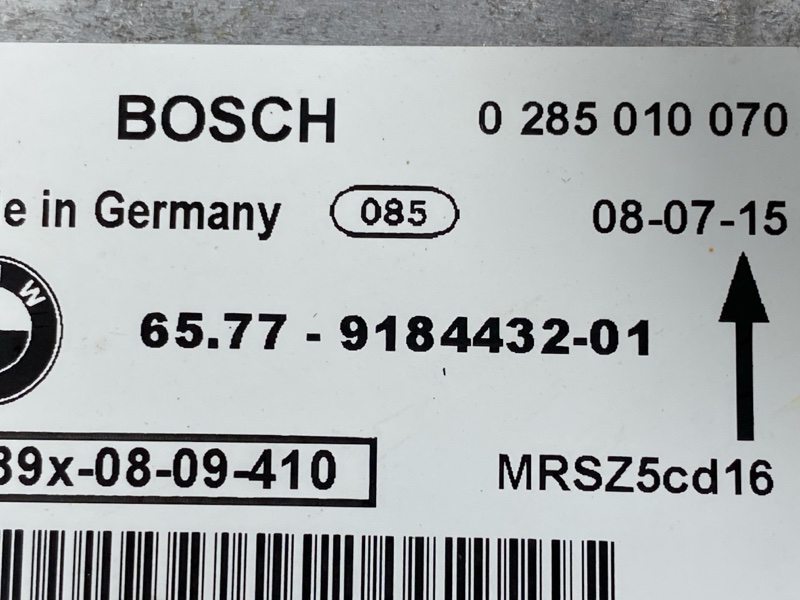 BOSCH 0 285 010 070
e in Germany 085 08-07-15
W
65.77 - 9184432-01
39x-08-09-410 MRSZ5cd16